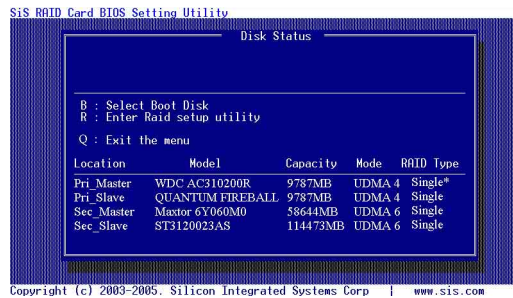 SiS RAID Card BIOS Setting Utility
Disk Status
B : Select Boot Disk
R : Enter Raid setup utility
Q : Exit the menu
Location Model Capacity Mode RAID Type
Pri_Master WDC AC310200R 9787MB UDMA 4 Single*
Pri_Slave QUANTUM FIREBALL 9787MB UDMA 4 Single
Sec_Master Maxtor 6Y060M0 58644MB UDMA 6 Single
Sec_Slave ST3120023AS 114473MB UDMA 6 Single
Copyright (c) 2003-2005. Silicon Integrated Systems Corp | www.sis.com